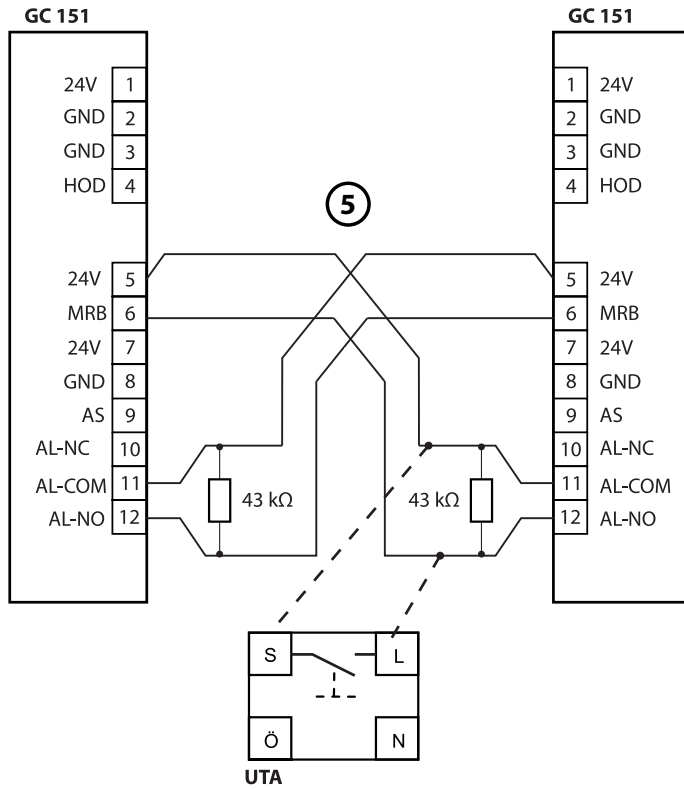 GC 151
GC 151
24V 1
GND 2
GND 3
HOD 4
1 24V
2 GND
3 GND
4 HOD
5
24V 5
MRB 6
24V 7
GND 8
AS 9
AL-NC 10
AL-COM 11
AL-NO 12
5 24V
6 MRB
7 24V
8 GND
9 AS
10 AL-NC
11 AL-COM
12 AL-NO
43 kΩ
43 kΩ
S L
Ö N
UTA